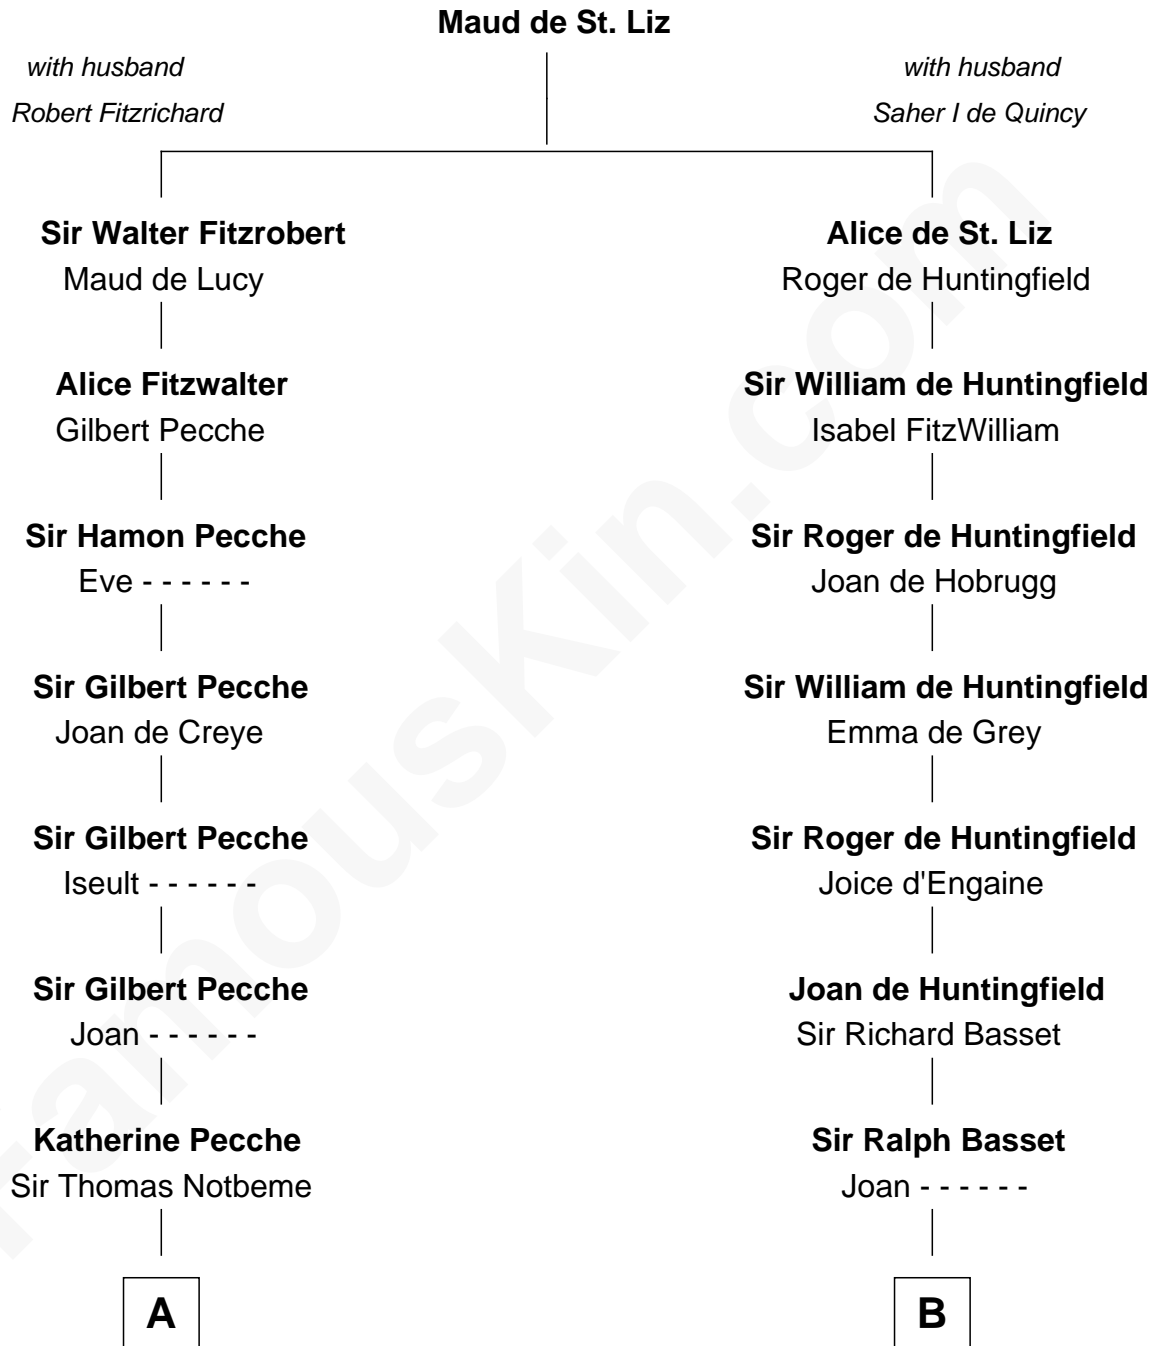 Maud de St. Liz
with husband
Robert Fitzrichard
with husband
Saher I de Quincy
Sir Walter Fitzrobert
Maud de Lucy
Alice de St. Liz
Roger de Huntingfield
Alice Fitzwalter
Gilbert Pecche
Sir William de Huntingfield
Isabel FitzWilliam
Sir Hamon Pecche
Eve - - - - - -
Sir Roger de Huntingfield
Joan de Hobrugg
Sir Gilbert Pecche
Joan de Creye
Sir William de Huntingfield
Emma de Grey
Sir Gilbert Pecche
Iseult - - - - - -
Sir Roger de Huntingfield
Joice d'Engaine
Sir Gilbert Pecche
Joan - - - - - -
Joan de Huntingfield
Sir Richard Basset
Katherine Pecche
Sir Thomas Notbeme
Sir Ralph Basset
Joan - - - - - -
A
B
FamousKin.com